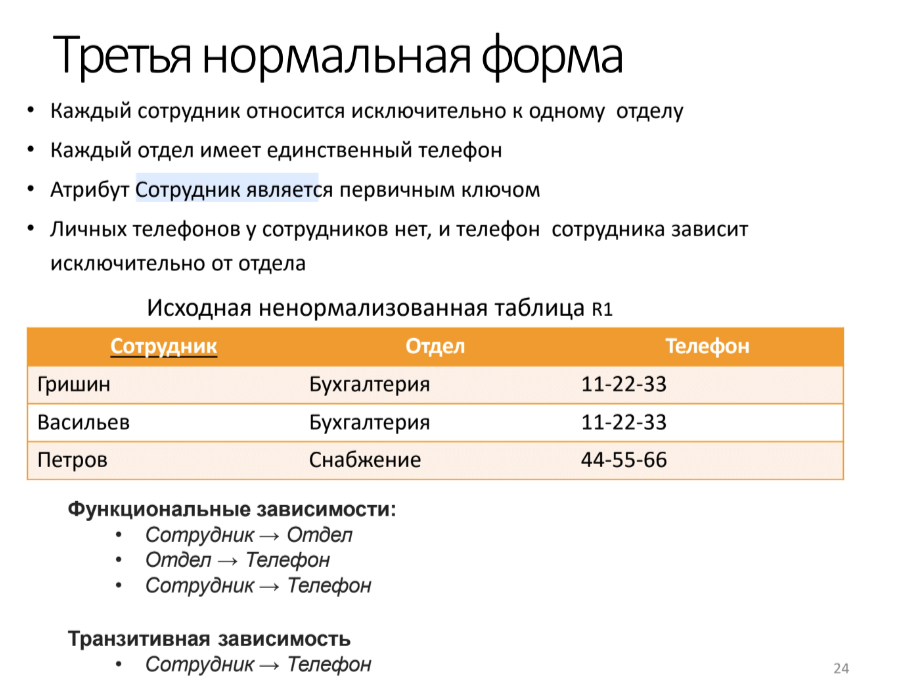 Третья нормальная форма
• Каждый сотрудник относится исключительно к одному отделу
• Каждый отдел имеет единственный телефон
• Атрибут Сотрудник является первичным ключом
• Личных телефонов у сотрудников нет, и телефон сотрудника зависит
исключительно от отдела
Исходная ненормализованная таблица R1
Сотрудник Отдел Телефон
Гришин Бухгалтерия 11-22-33
Васильев Бухгалтерия 11-22-33
Петров Снабжение 44-55-66
Функциональные зависимости:
• Сотрудник → Отдел
• Отдел → Телефон
• Сотрудник → Телефон
Транзитивная зависимость
• Сотрудник → Телефон
24